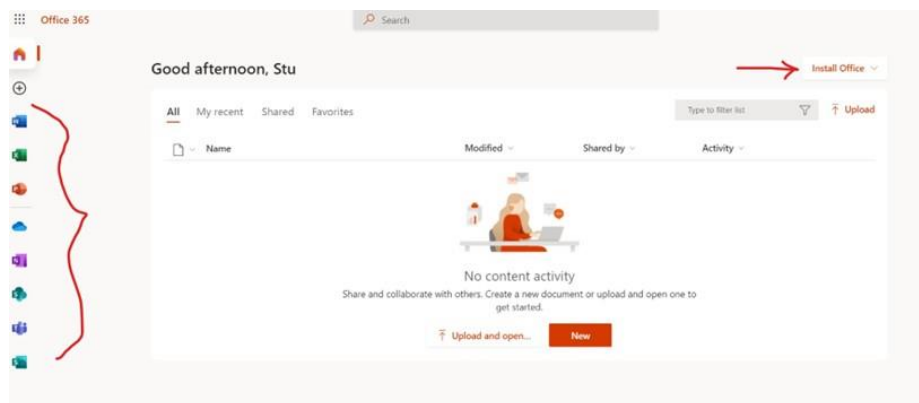 Office 365
Search
Good afternoon, Stu
Install Office
All My recent Shared Favorites
Type to filter list
Upload
Name Modified Shared by Activity
No content activity
Share and collaborate with others. Create a new document or upload and open one to
get started.
Upload and open...
New